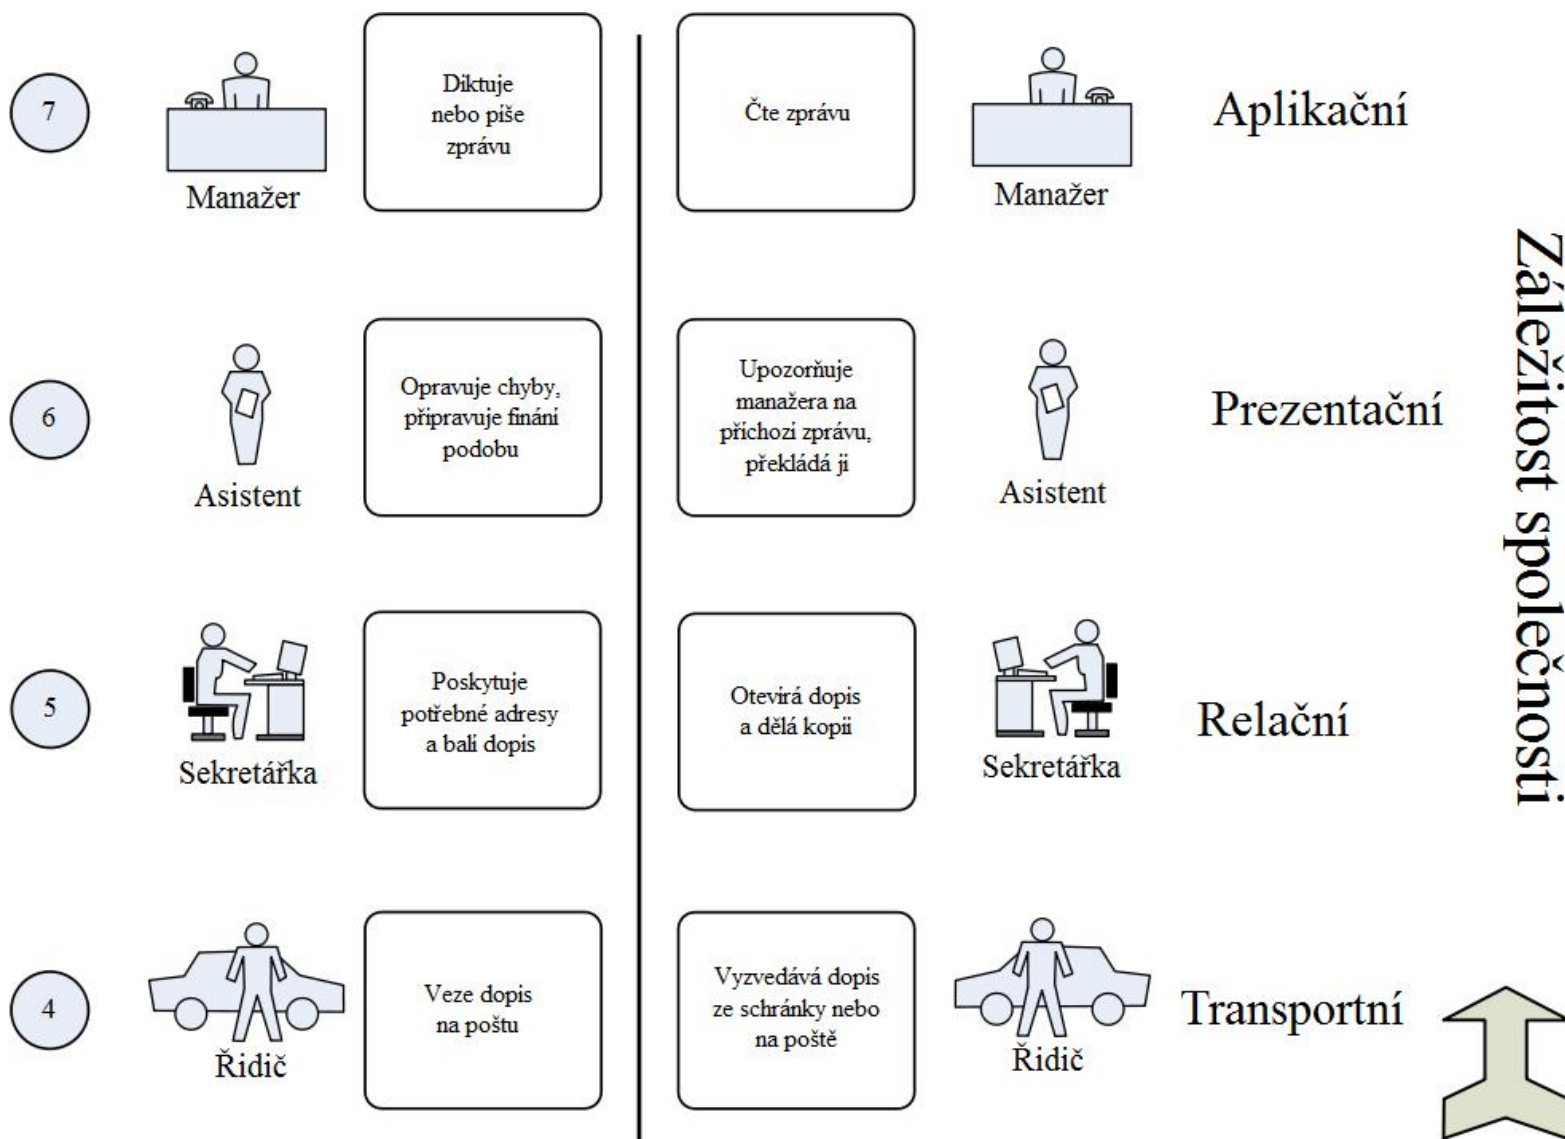 7
Manažer
Diktuje
nebo píše
zprávu
Čte zprávu
Manažer
Aplikační
6
Asistent
Opravuje chyby,
připravuje finání
podobu
Upozorňuje
manažera na
příchozí zprávu,
překládá ji
Asistent
Prezentační
5
Sekretářka
Poskytuje
potřebné adresy
a balí dopis
Otevírá dopis
a dělá kopii
Sekretářka
Relační
4
Řidič
Veze dopis
na poštu
Vyzvedává dopis
ze schránky nebo
na poště
Řidič
Transportní
Záležitost společnosti